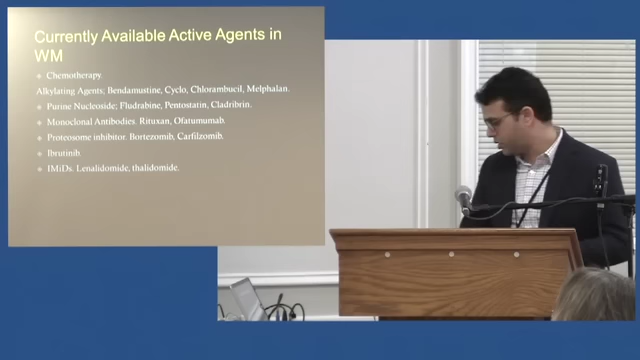 Currently Available Active Agents in
WM
Chemotherapy.
Alkylating Agents; Bendamustine, Cyclo, Chlorambucil, Melphalan.
Purine Nucleoside; Fludrabine, Pentostatin, Cladribrin.
Monoclonal Antibodies. Rituxan, Ofatumumab.
Proteosome inhibitor. Bortezomib, Carfilzomib.
Ibrutinib.
IMiDs. Lenalidomide, thalidomide.